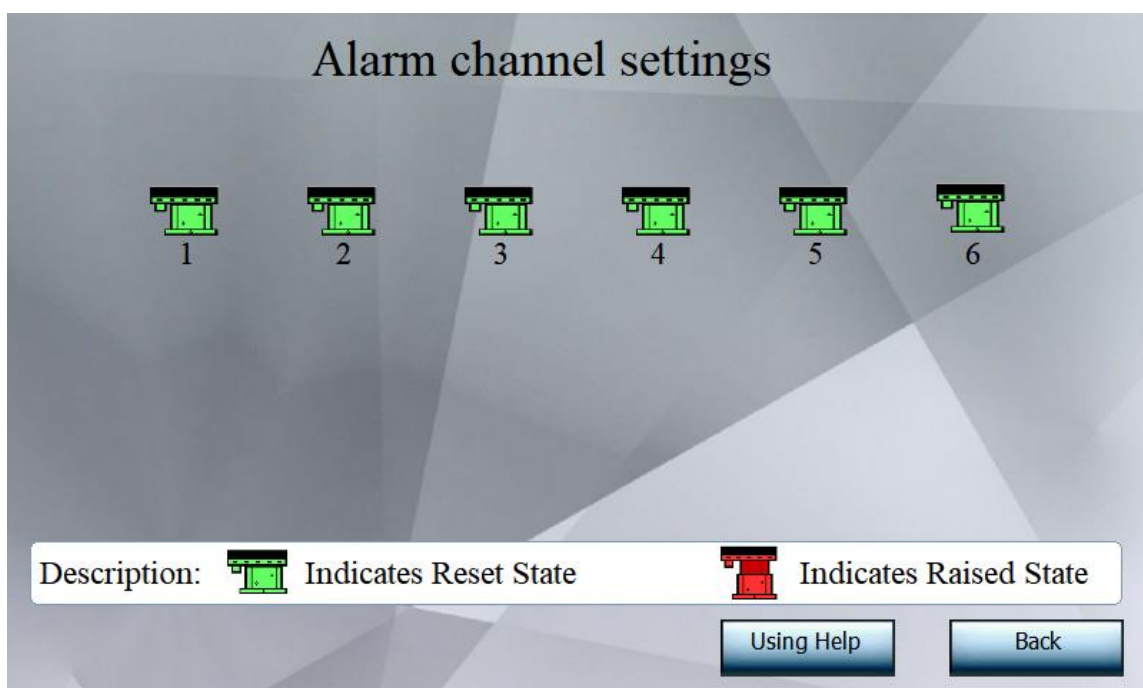 Alarm channel settings
1 2 3 4 5 6
Description: Indicates Reset State Indicates Raised State
Using Help Back